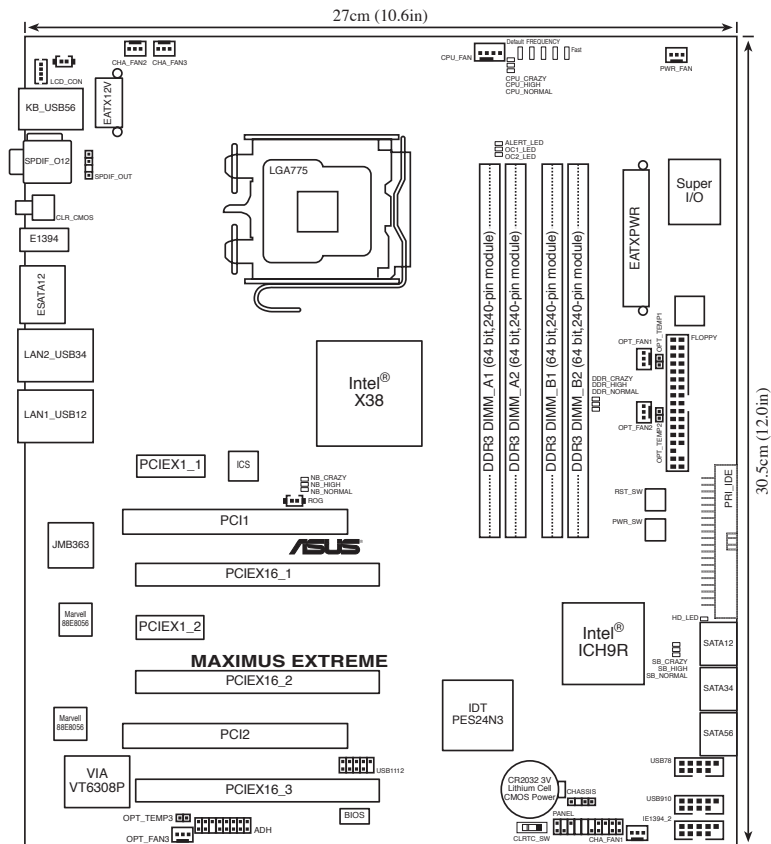 27cm (10.6in)
30.5cm (12.0in)
CHA_FAN2
CHA_FAN3
LCD_CON
EATX12V
KB_USB56
SPDIF_O12
SPDIF_OUT
CLR_CMOS
E1394
ESATA12
LAN2_USB34
LAN1_USB12
CPU_FAN
Default FREQUENCY
Fast
CPU_CRAZY
CPU_HIGH
CPU_NORMAL
PWR_FAN
LGA775
ALERT_LED
OC1_LED
OC2_LED
DDR3 DIMM_A1 (64 bit,240-pin module)
DDR3 DIMM_A2 (64 bit,240-pin module)
DDR3 DIMM_B1 (64 bit,240-pin module)
DDR3 DIMM_B2 (64 bit,240-pin module)
Super
I/O
EATXPWR
OPT_FAN1
OPT_TEMP1
FLOPPY
DDR_CRAZY
DDR_HIGH
DDR_NORMAL
OPT_FAN2
OPT_TEMP2
Intel®
X38
PCIEX1_1
ICS
NB_CRAZY
NB_HIGH
NB_NORMAL
ROG
RST_SW
PWR_SW
PRI_IDE
PCI1
ASUS
JMB363
PCIEX16_1
Marvell
88E8056
PCIEX1_2
Intel®
ICH9R
HD_LED
SATA12
SB_CRAZY
SB_HIGH
SB_NORMAL
SATA34
MAXIMUS EXTREME
PCIEX16_2
IDT
PES24N3
Marvell
88E8056
PCI2
SATA56
VIA
VT6308P
USB1112
PCIEX16_3
CR2032 3V
Lithium Cell
CMOS Power
CHASSIS
USB78
USB910
BIOS
OPT_TEMP3
OPT_FAN3
ADH
PANEL
CLRTC_SW
CHA_FAN1
IE1394_2